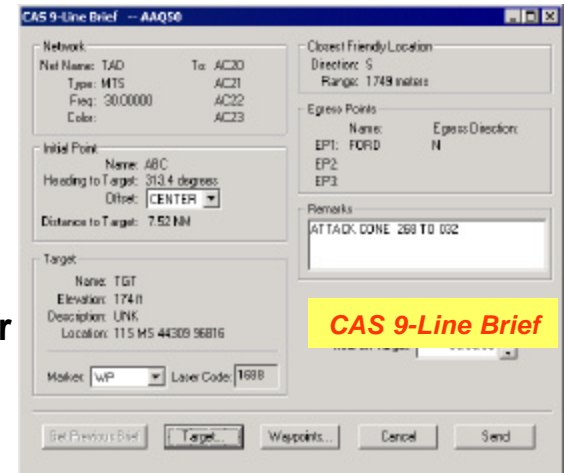 CAS 9-Line Brief -- AAQ50
Network
Net Name: TAD To: AC20
Type: MTS AC21
Freq: 30.00000 AC22
Color: AC23
Initial Point
Name: ABC
Heading to Target: 313.4 degrees
Offset: CENTER
Distance to Target: 7.52 NM
Target
Name: TGT
Elevation: 174 ft
Description: UNK
Location: 11S MS 44309 96816
Marker: WP Laser Code: 1688
Closest Friendly Location
Direction: S
Range: 1749 meters
Egress Points
Name: Egress Direction:
EP1: FORD N
EP2:
EP3:
Remarks
ATTACK CONE 268 TO 032
r
CAS 9-Line Brief
Get Previous Brief Target... Waypoints... Cancel Send